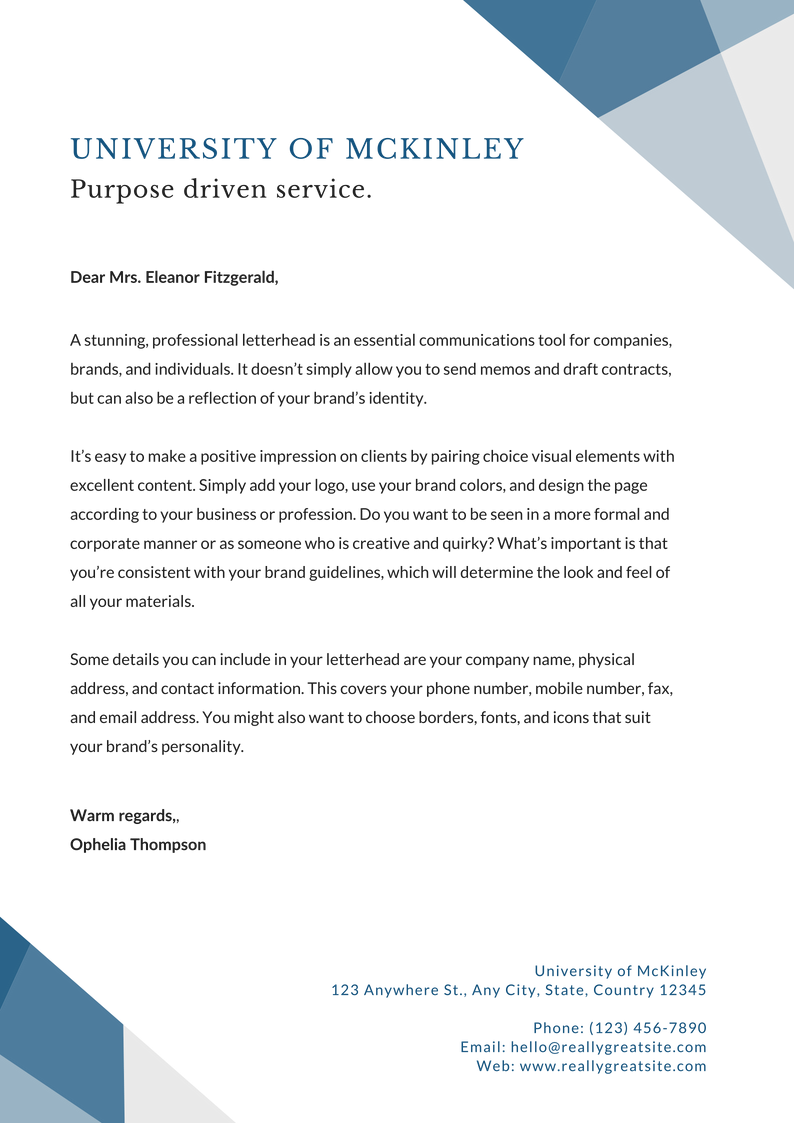 UNIVERSITY OF MCKINLEY
Purpose driven service.
Dear Mrs. Eleanor Fitzgerald,
A stunning, professional letterhead is an essential communications tool for companies,
brands, and individuals. It doesn’t simply allow you to send memos and draft contracts,
but can also be a reflection of your brand’s identity.
It’s easy to make a positive impression on clients by pairing choice visual elements with
excellent content. Simply add your logo, use your brand colors, and design the page
according to your business or profession. Do you want to be seen in a more formal and
corporate manner or as someone who is creative and quirky? What’s important is that
you’re consistent with your brand guidelines, which will determine the look and feel of
all your materials.
Some details you can include in your letterhead are your company name, physical
address, and contact information. This covers your phone number, mobile number, fax,
and email address. You might also want to choose borders, fonts, and icons that suit
your brand’s personality.
Warm regards,,
Ophelia Thompson
University of McKinley
123 Anywhere St., Any City, State, Country 12345
Phone: (123) 456-7890
Email: hello@reallygreatsite.com
Web: www.reallygreatsite.com